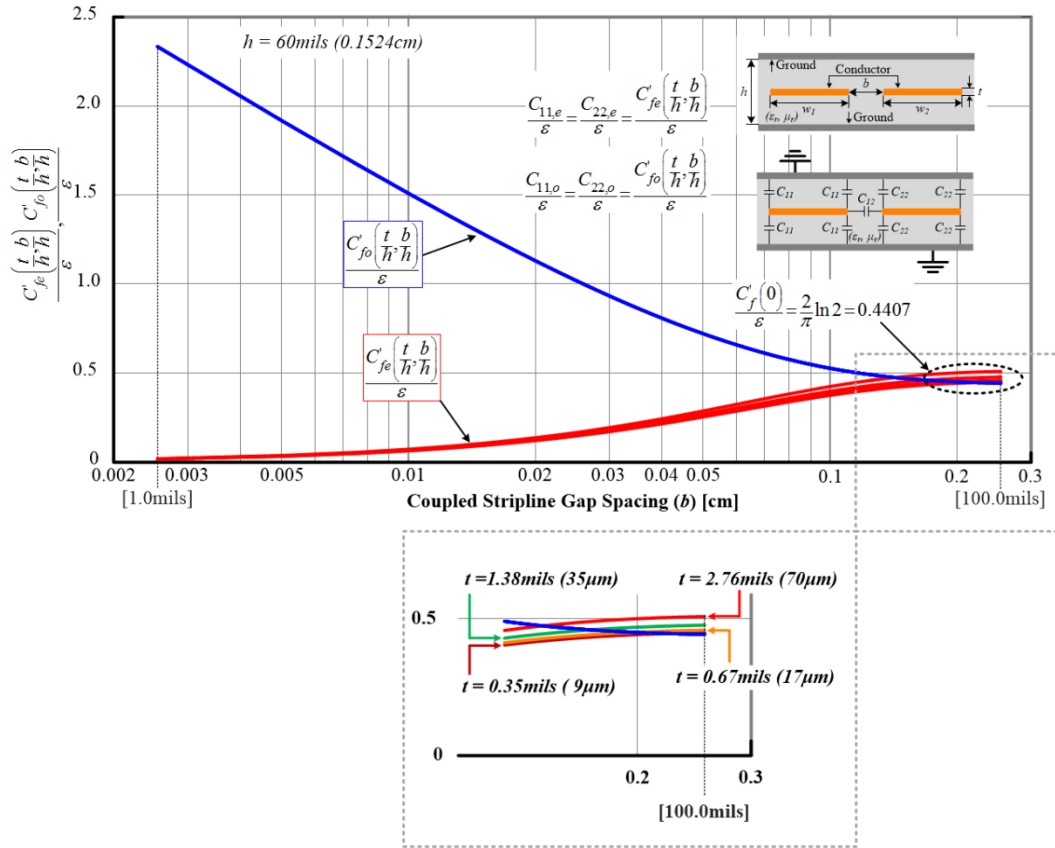 2.5
2.0
1.5
1.0
0.5
0
C'fe(t/h, b/h)/ε, C'fo(t/h, b/h)/ε
h = 60mils (0.1524cm)
C11,e/ε = C22,e/ε = C'fe(t/h, b/h)/ε
C11,o/ε = C22,o/ε = C'fo(t/h, b/h)/ε
Ground
Conductor
h
b
t
w1
w2
(εr, μr)
Ground
C11
C11
C22
C22
C12
C11
C11
(εr, μr)
C22
C22
C'fo(t/h, b/h)/ε
C'fe(t/h, b/h)/ε
C'f(0)/ε = 2/π ln 2 = 0.4407
0.002 0.003 0.005 0.01 0.02 0.03 0.04 0.05 0.1 0.2 0.3
[1.0mils]
Coupled Stripline Gap Spacing (b) [cm]
[100.0mils]
t =1.38mils (35μm)
t = 2.76mils (70μm)
0.5
t = 0.35mils ( 9μm)
t = 0.67mils (17μm)
0
0.2 0.3
[100.0mils]